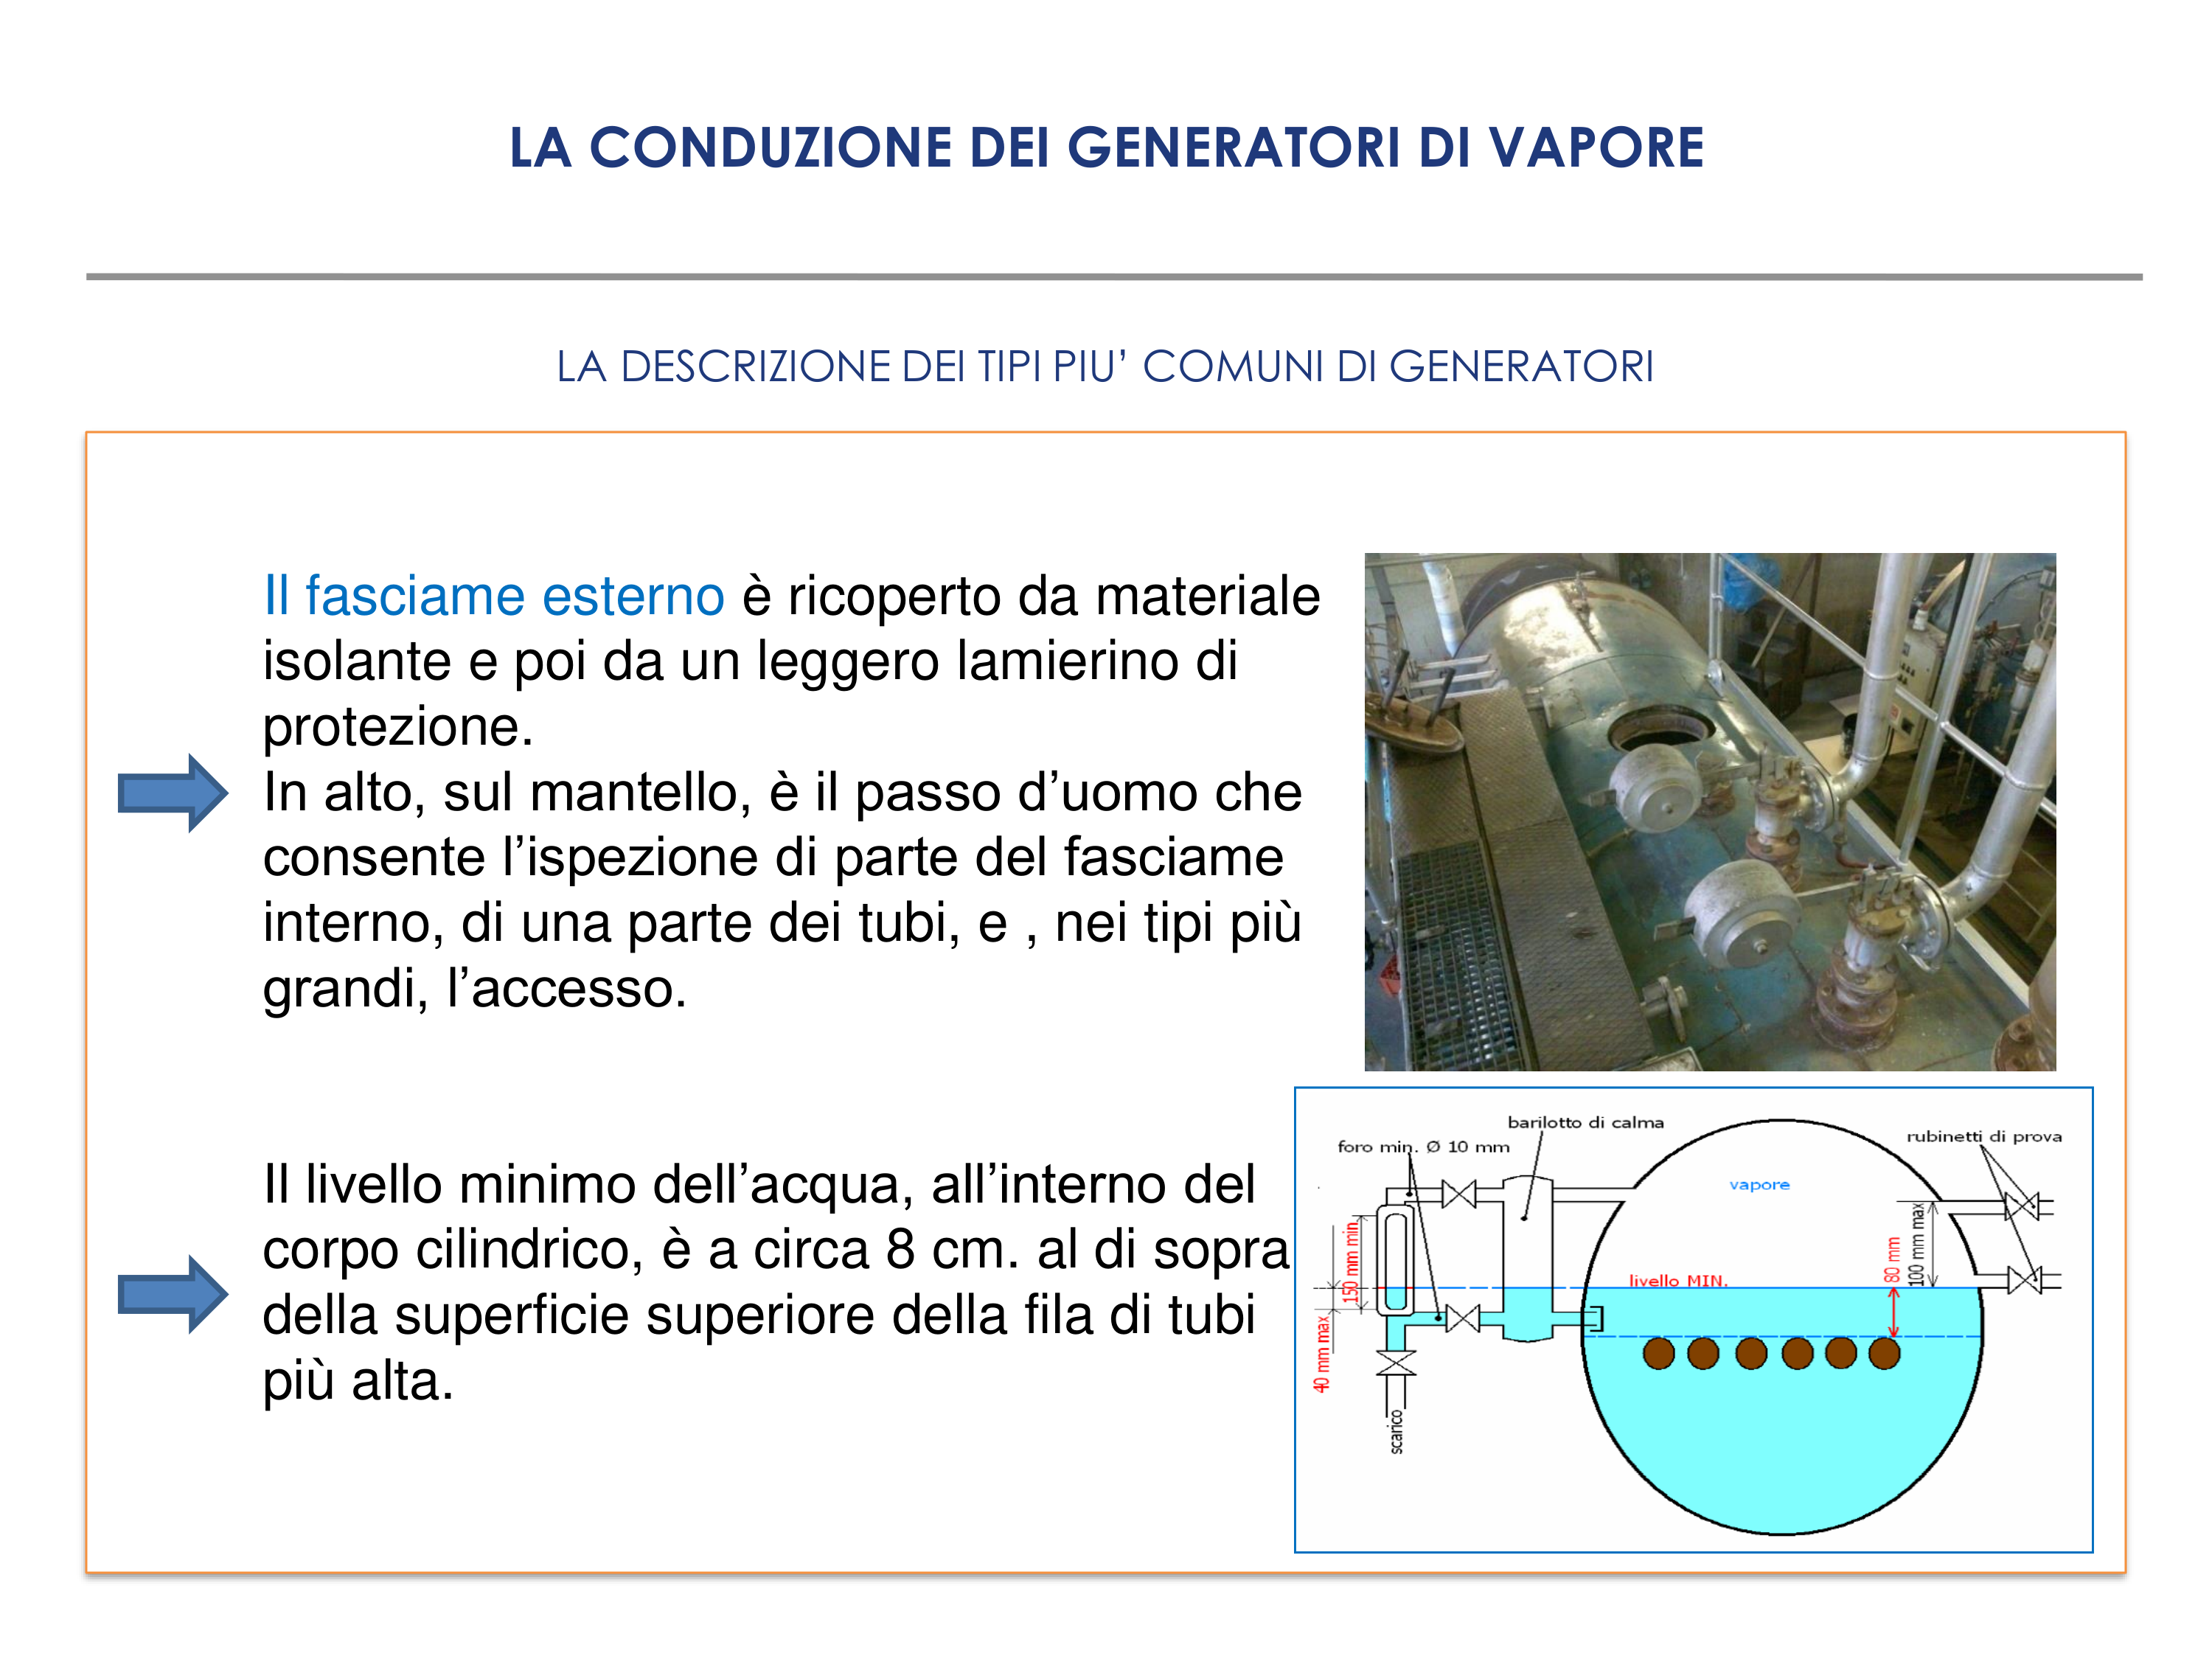 LA CONDUZIONE DEI GENERATORI DI VAPORE
LA DESCRIZIONE DEI TIPI PIU’ COMUNI DI GENERATORI
Il fasciame esterno è ricoperto da materiale
isolante e poi da un leggero lamierino di
protezione.
In alto, sul mantello, è il passo d’uomo che
consente l’ispezione di parte del fasciame
interno, di una parte dei tubi, e , nei tipi più
grandi, l’accesso.
Il livello minimo dell’acqua, all’interno del
corpo cilindrico, è a circa 8 cm. al di sopra
della superficie superiore della fila di tubi
più alta.
barilotto di calma
foro min. Ø 10 mm
rubinetti di prova
vapore
150 mm min
livello MIN.
80 mm
100 mm max
40 mm max
scarico